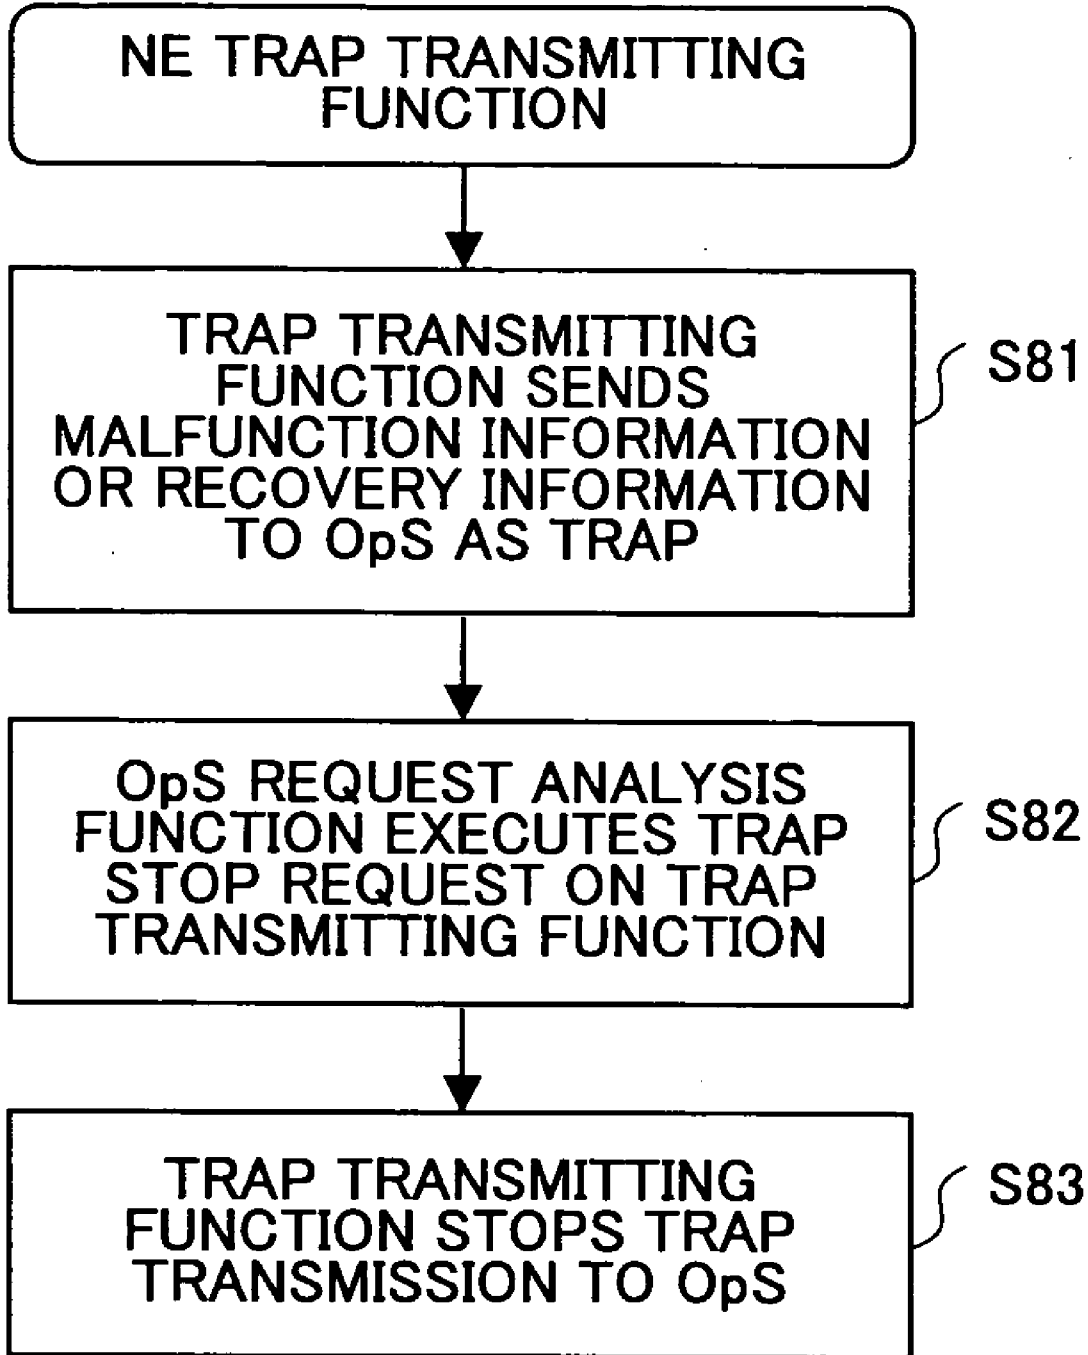 NE TRAP TRANSMITTING
FUNCTION
TRAP TRANSMITTING
FUNCTION SENDS
MALFUNCTION INFORMATION
OR RECOVERY INFORMATION
TO OpS AS TRAP
S81
OpS REQUEST ANALYSIS
FUNCTION EXECUTES TRAP
STOP REQUEST ON TRAP
TRANSMITTING FUNCTION
S82
TRAP TRANSMITTING
FUNCTION STOPS TRAP
TRANSMISSION TO OpS
S83